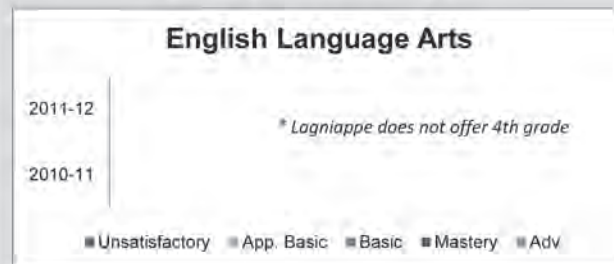 English Language Arts
2011-12
* Lagniappe does not offer 4th grade
2010-11
Unsatisfactory App. Basic Basic Mastery Adv